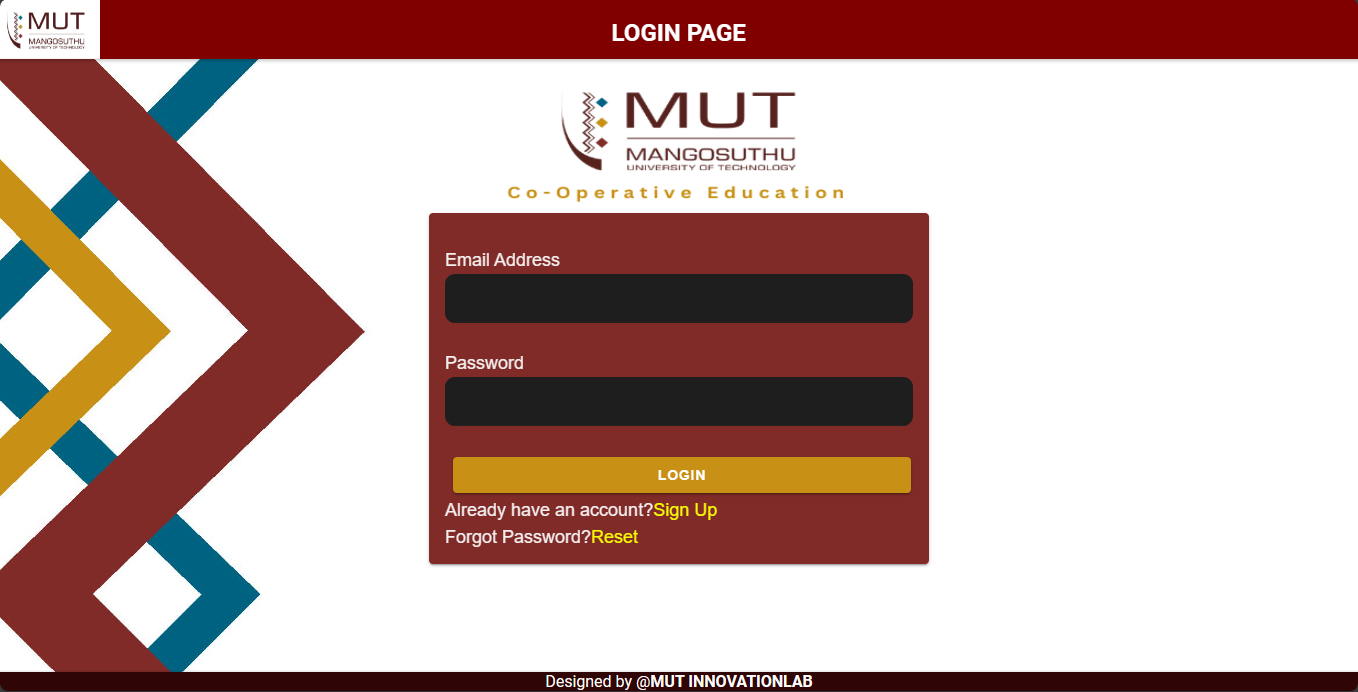 MUT
MANGOSUTHU
UNIVERSITY OF TECHNOLOGY
LOGIN PAGE
MUT
MANGOSUTHU
UNIVERSITY OF TECHNOLOGY
Co-Operative Education
Email Address
Password
LOGIN
Already have an account?Sign Up
Forgot Password?Reset
Designed by @MUT INNOVATIONLAB